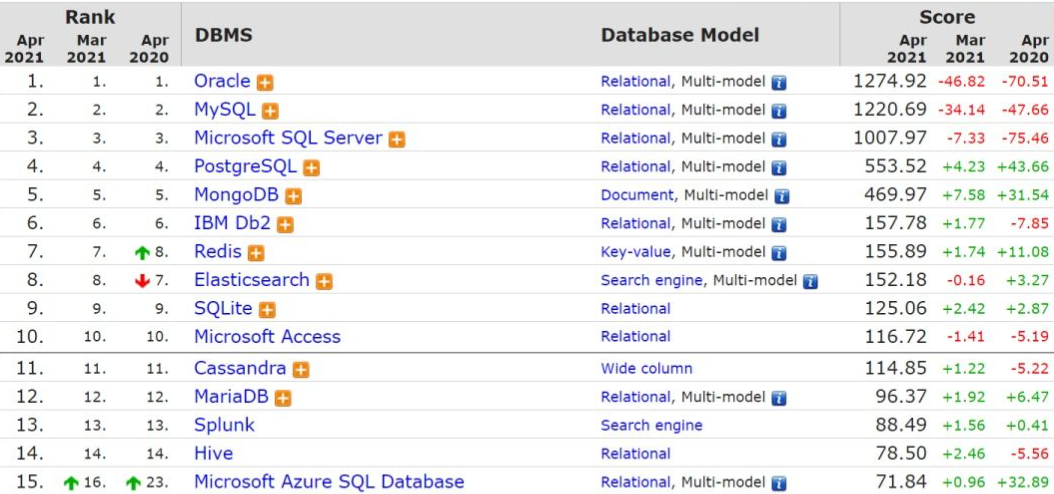 Rank Score
Apr 2021 Mar 2021 Apr 2020 DBMS Database Model Apr 2021 Mar 2021 Apr 2020
1. 1. 1. Oracle Relational, Multi-model 1274.92 -46.82 -70.51
2. 2. 2. MySQL Relational, Multi-model 1220.69 -34.14 -47.66
3. 3. 3. Microsoft SQL Server Relational, Multi-model 1007.97 -7.33 -75.46
4. 4. 4. PostgreSQL Relational, Multi-model 553.52 +4.23 +43.66
5. 5. 5. MongoDB Document, Multi-model 469.97 +7.58 +31.54
6. 6. 6. IBM Db2 Relational, Multi-model 157.78 +1.77 -7.85
7. 7. 8. Redis Key-value, Multi-model 155.89 +1.74 +11.08
8. 8. 7. Elasticsearch Search engine, Multi-model 152.18 -0.16 +3.27
9. 9. 9. SQLite Relational 125.06 +2.42 +2.87
10. 10. 10. Microsoft Access Relational 116.72 -1.41 -5.19
11. 11. 11. Cassandra Wide column 114.85 +1.22 -5.22
12. 12. 12. MariaDB Relational, Multi-model 96.37 +1.92 +6.47
13. 13. 13. Splunk Search engine 88.49 +1.56 +0.41
14. 14. 14. Hive Relational 78.50 +2.46 -5.56
15. 16. 23. Microsoft Azure SQL Database Relational, Multi-model 71.84 +0.96 +32.89